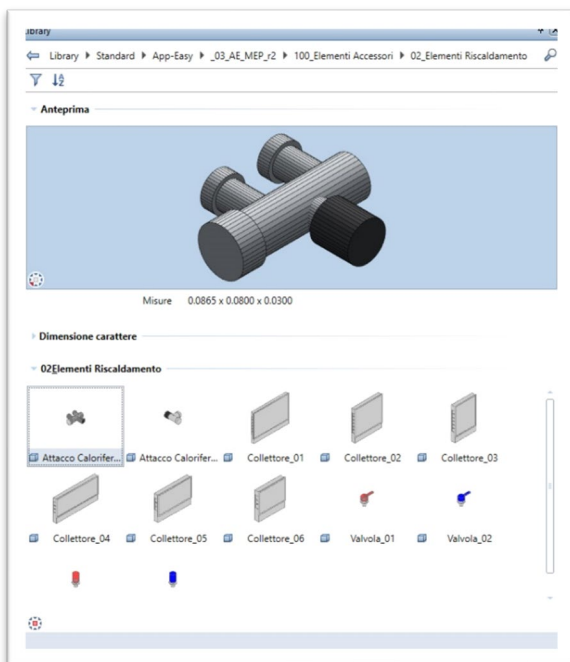 Library
Library Standard App-Easy _03_AE_MEP_r2 100_Elementi Accessori 02_Elementi Riscaldamento
Anteprima
Misure 0.0865 x 0.0800 x 0.0300
Dimensione carattere
02Elementi Riscaldamento
Attacco Calorifer... Attacco Calorifer... Collettore_01 Collettore_02 Collettore_03
Collettore_04 Collettore_05 Collettore_06 Valvola_01 Valvola_02